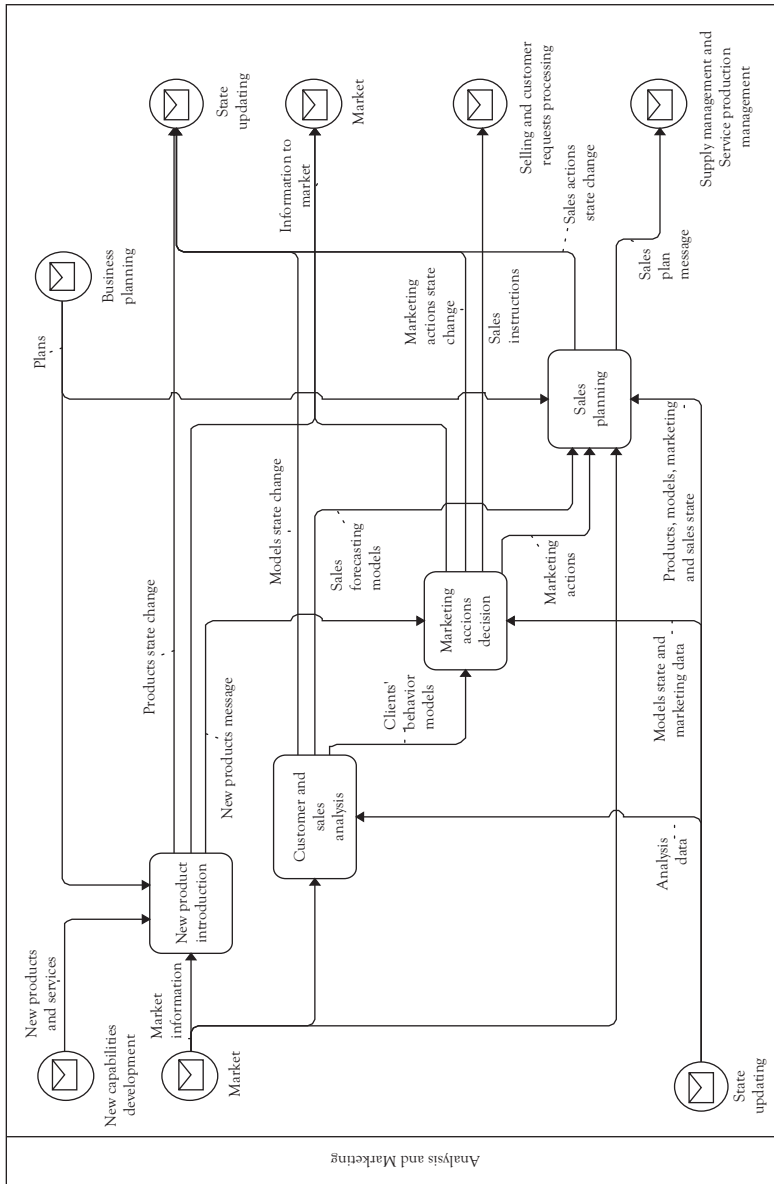 Analysis and Marketing
New products
and services
New capabilities
development
Market
information
Market
State
updating
New product
introduction
Customer and
sales
analysis
Analysis
data
Products state change
New products message
Clients'
behavior
models
Marketing
accions
decision
Models state and
marketing data
Plans
Business
planning
Models state change
Sales
forecasting
models
Marketing
actions
Sales
planning
Products, models, marketing
and sales state
Information to
market
Marketing
actions state
change
Sales
instructions
Sales actions
state change
Sales
plan
message
State
updating
Market
Selling and customer
requests processing
Supply management and
Service production
management